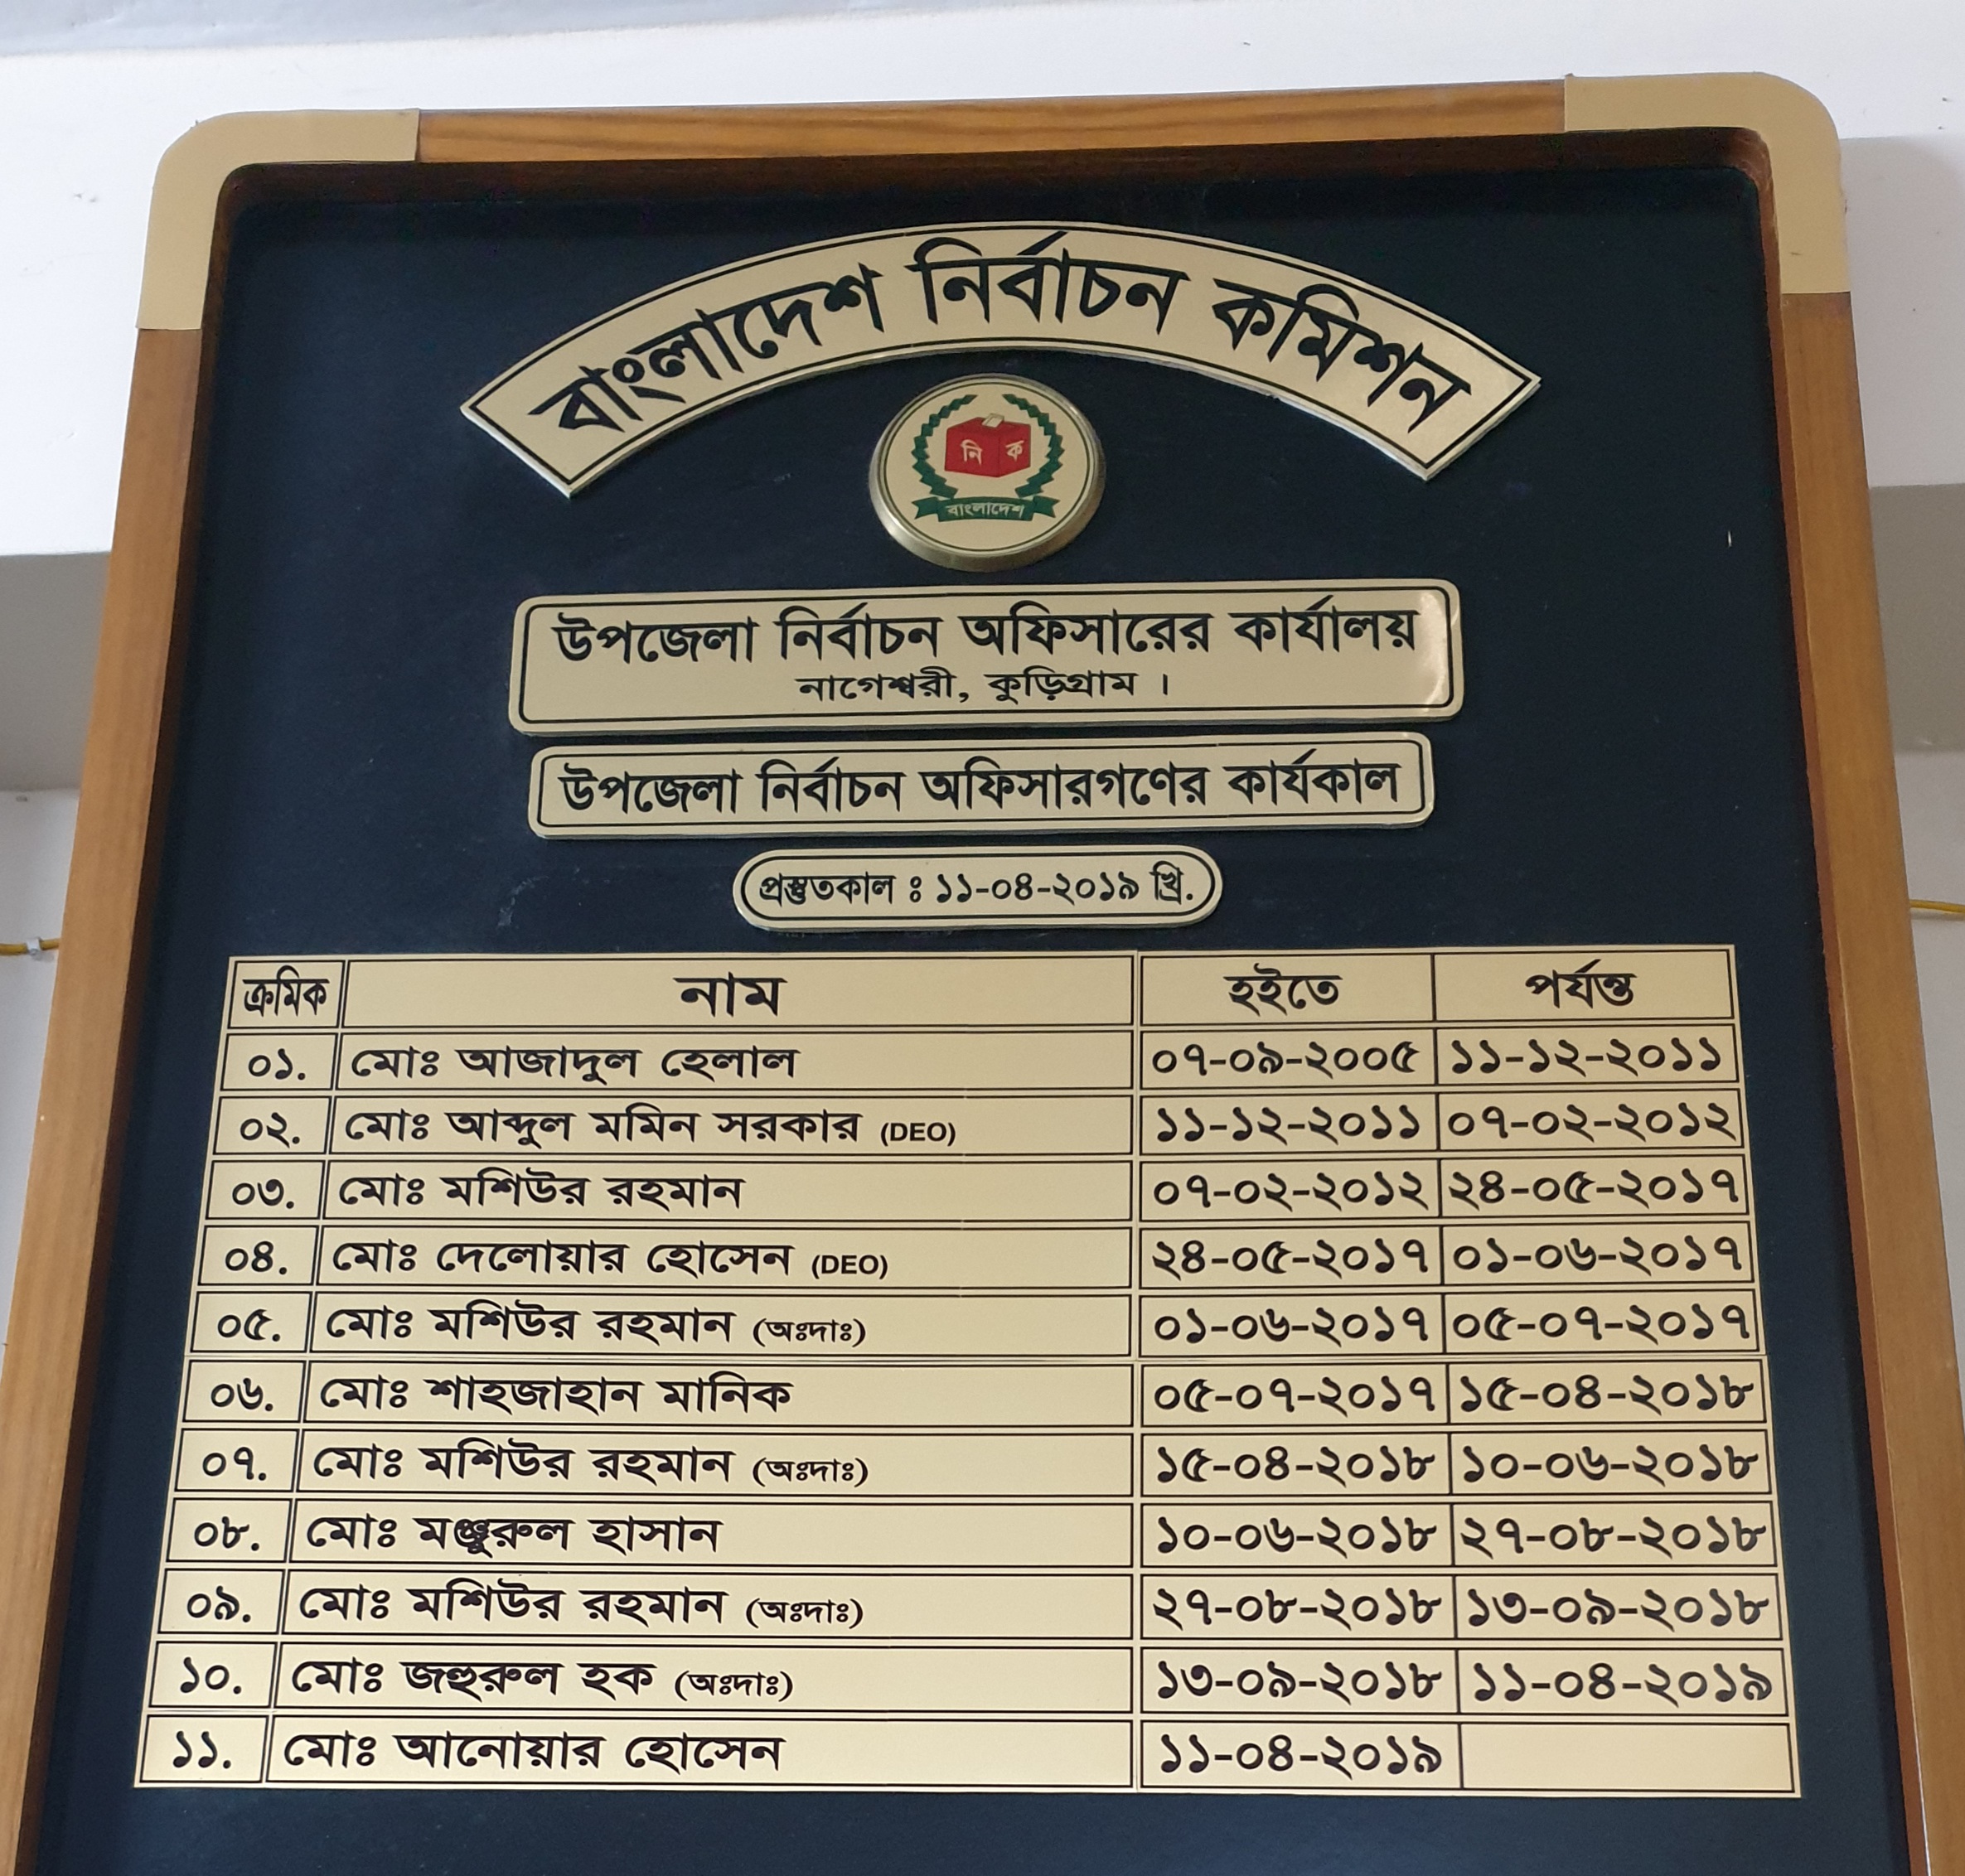 বাংলাদেশ নির্বাচন কমিশন
নি ক
বাংলাদেশ
উপজেলা নির্বাচন অফিসারের কার্যালয়
নাগেশ্বরী, কুড়িগ্রাম ।
উপজেলা নির্বাচন অফিসারগণের কার্যকাল
প্রস্তুতকাল ঃ ১১-০৪-২০১৯ খ্রি.
ক্রমিক নাম হইতে পর্যন্ত
০১. মোঃ আজাদুল হেলাল ০৭-০৯-২০০৫ ১১-১২-২০১১
০২. মোঃ আব্দুল মমিন সরকার (DEO) ১১-১২-২০১১ ০৭-০২-২০১২
০৩. মোঃ মশিউর রহমান ০৭-০২-২০১২ ২৪-০৫-২০১৭
০৪. মোঃ দেলোয়ার হোসেন (DEO) ২৪-০৫-২০১৭ ০১-০৬-২০১৭
০৫. মোঃ মশিউর রহমান (অঃদাঃ) ০১-০৬-২০১৭ ০৫-০৭-২০১৭
০৬. মোঃ শাহজাহান মানিক ০৫-০৭-২০১৭ ১৫-০৪-২০১৮
০৭. মোঃ মশিউর রহমান (অঃদাঃ) ১৫-০৪-২০১৮ ১০-০৬-২০১৮
০৮. মোঃ মঞ্জুরুল হাসান ১০-০৬-২০১৮ ২৭-০৮-২০১৮
০৯. মোঃ মশিউর রহমান (অঃদাঃ) ২৭-০৮-২০১৮ ১৩-০৯-২০১৮
১০. মোঃ জহুরুল হক (অঃদাঃ) ১৩-০৯-২০১৮ ১১-০৪-২০১৯
১১. মোঃ আনোয়ার হোসেন ১১-০৪-২০১৯